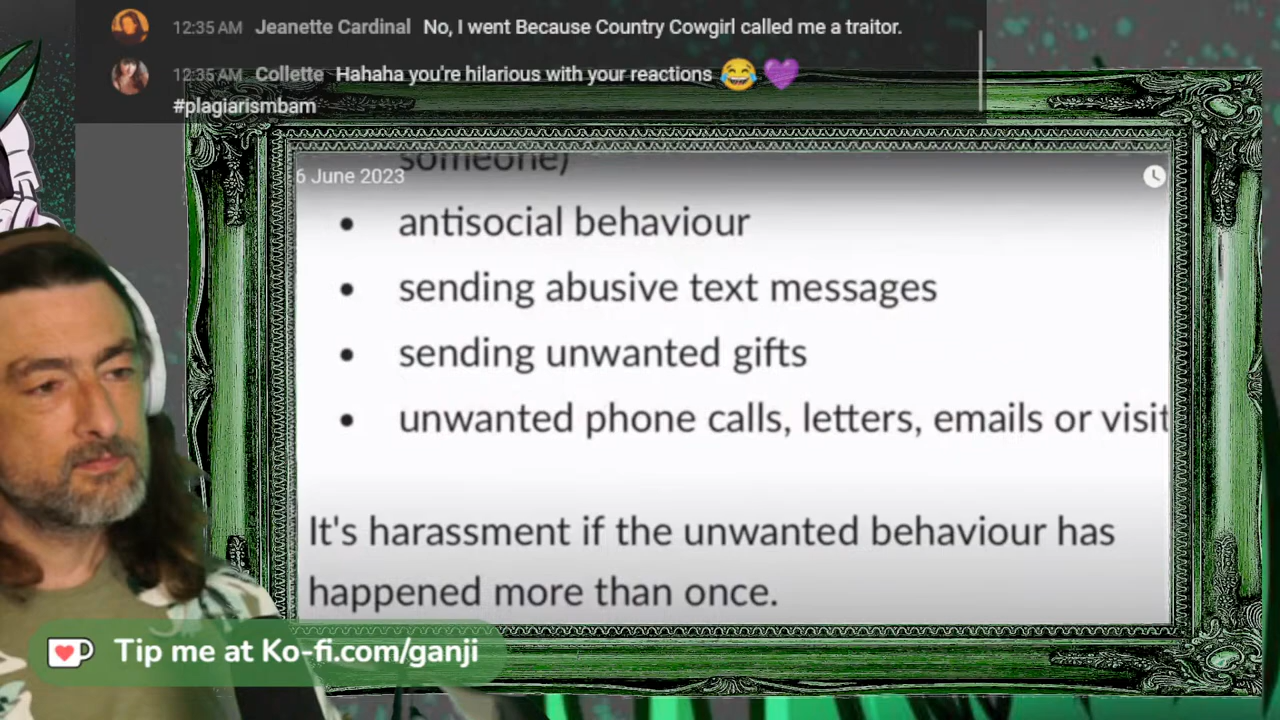 12:35 AM Jeanette Cardinal No, I went Because Country Cowgirl called me a traitor.
12:35 AM Collette Hahaha you're hilarious with your reactions 😂💜
#plagiarismbam
someone)
6 June 2023
• antisocial behaviour
• sending abusive text messages
• sending unwanted gifts
• unwanted phone calls, letters, emails or visit
It's harassment if the unwanted behaviour has
happened more than once.
Tip me at Ko-fi.com/ganji